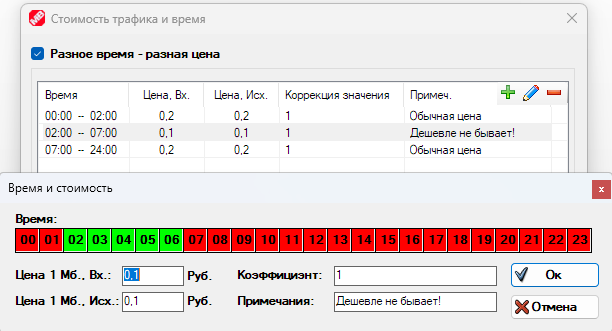 Стоимость трафика и время
Разное время - разная цена
Время Цена, Вх. Цена, Исх. Коррекция значения Примеч.
00:00 -- 02:00 0,2 0,2 1 Обычная цена
02:00 -- 07:00 0,1 0,1 1 Дешевле не бывает!
07:00 -- 24:00 0,2 0,2 1 Обычная цена
Время и стоимость
Время:
00 01 02 03 04 05 06 07 08 09 10 11 12 13 14 15 16 17 18 19 20 21 22 23
Цена 1 Мб., Вх.: 0,1 Руб. Коэффициэнт: 1 Ок
Цена 1 Мб., Исх.: 0,1 Руб. Примечания: Дешевле не бывает! Отмена